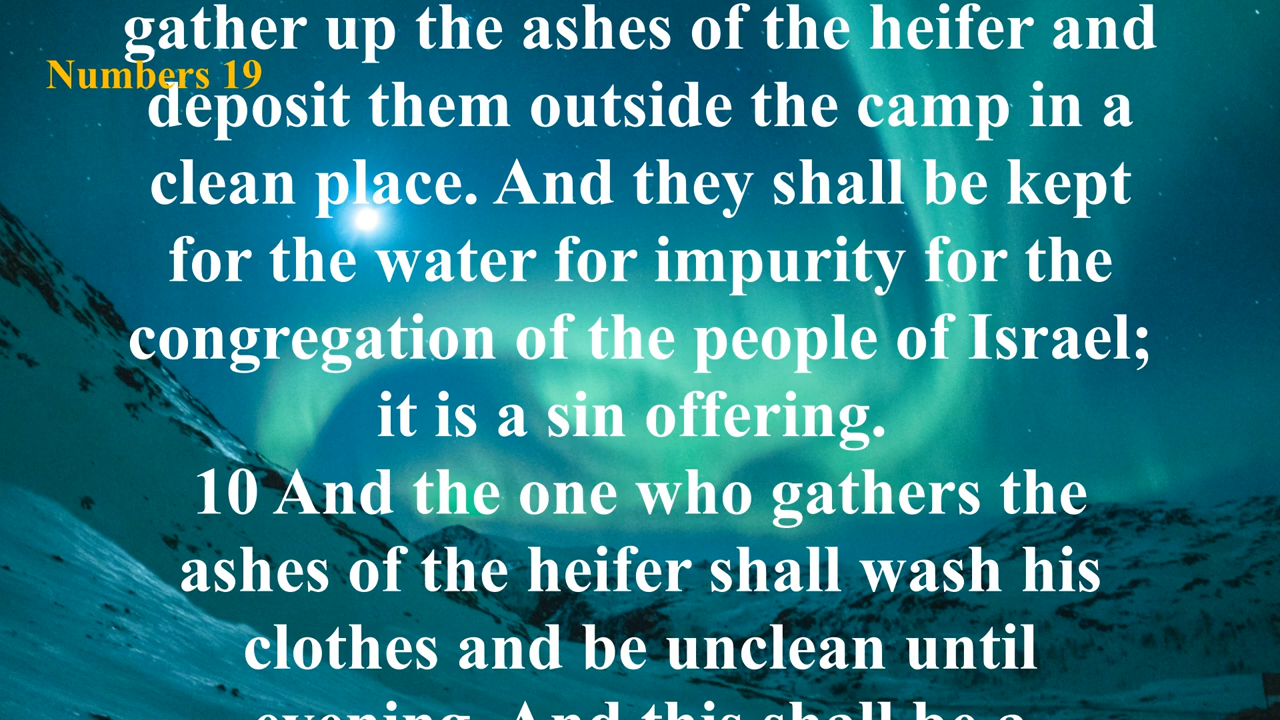 gather up the ashes of the heifer and
Numbers 19
deposit them outside the camp in a
clean place. And they shall be kept
for the water for impurity for the
congregation of the people of Israel;
it is a sin offering.
10 And the one who gathers the
ashes of the heifer shall wash his
clothes and be unclean until
evening. And this shall be a